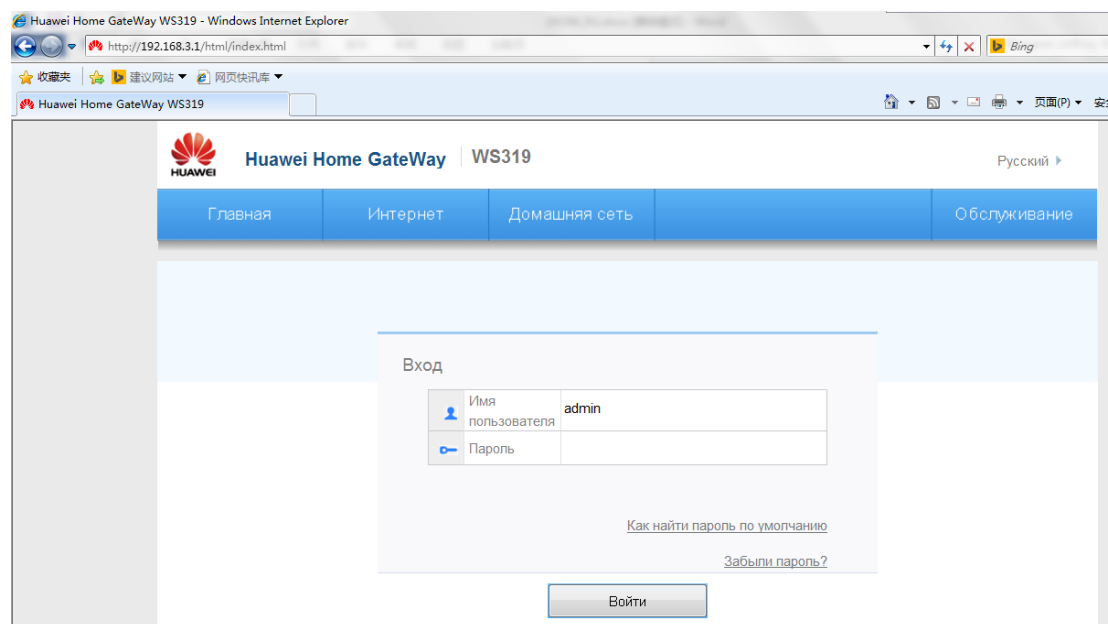 Huawei Home GateWay WS319 - Windows Internet Explorer
http://192.168.3.1/html/index.html
Bing
收藏夹 建议网站 网页快讯库
Huawei Home GateWay WS319
页面(P)
HUAWEI
Huawei Home GateWay WS319
Русский
Главная Интернет Домашняя сеть Обслуживание
Вход
Имя
пользователя
admin
Пароль
Как найти пароль по умолчанию
Забыли пароль?
Войти